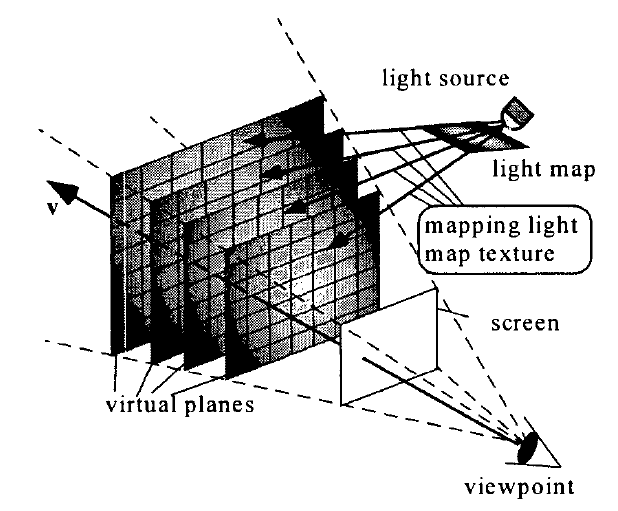 light source
light map
v
mapping light
map texture
screen
virtual planes
viewpoint